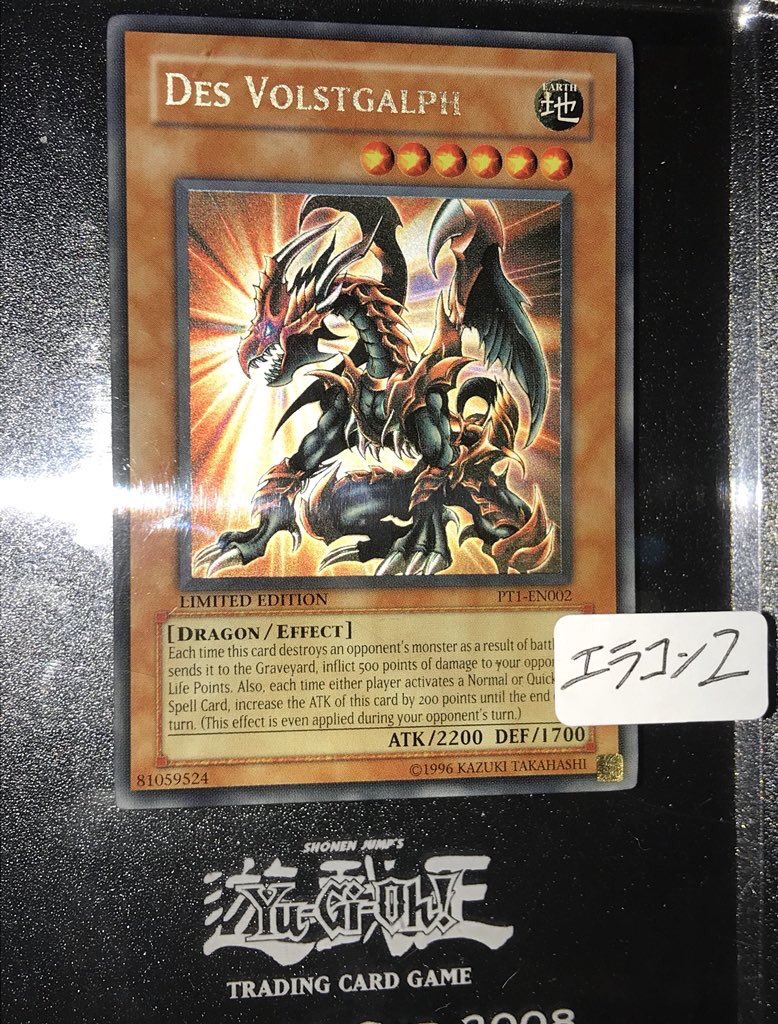 DES VOLSTGALPH
EARTH
地
LIMITED EDITION
PT1-EN002
[DRAGON/EFFECT]
Each time this card destroys an opponent's monster as a result of
sends it to the Graveyard, inflict 500 points of damage to your
Life Points. Also, each time either player activates a Normal or
Spell Card, increase the ATK of this card by 200 points until the end
turn. (This effect is even applied during your opponent's turn.)
ATK/2200 DEF/1700
81059524
©1996 KAZUKI TAKAHASHI
エラコン2
SHONEN JUMP'S
遊戯王
Yu-Gi-Oh!
TRADING CARD GAME
2008